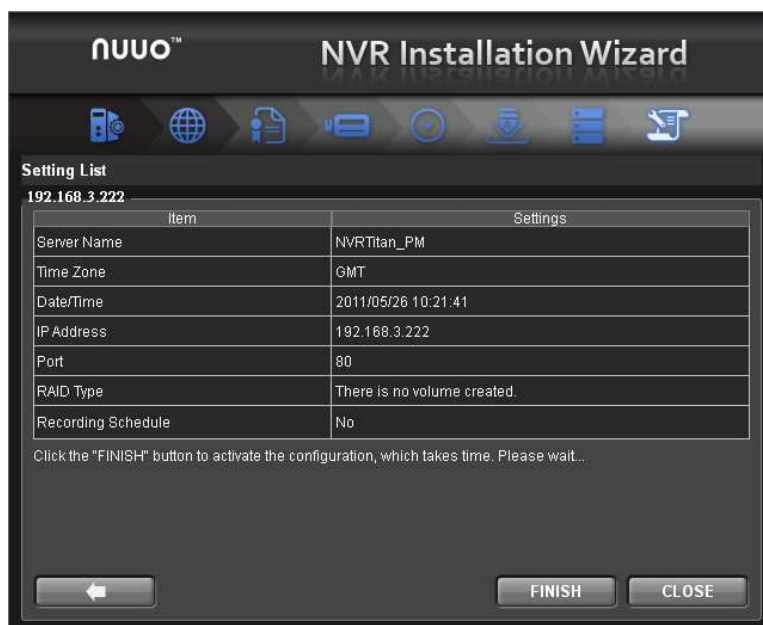 nuuo™
NVR Installation Wizard
Setting List
192.168.3.222
Item Settings
Server Name NVRTitan_PM
Time Zone GMT
Date/Time 2011/05/26 10:21:41
IP Address 192.168.3.222
Port 80
RAID Type There is no volume created.
Recording Schedule No
Click the "FINISH" button to activate the configuration, which takes time. Please wait...
FINISH CLOSE